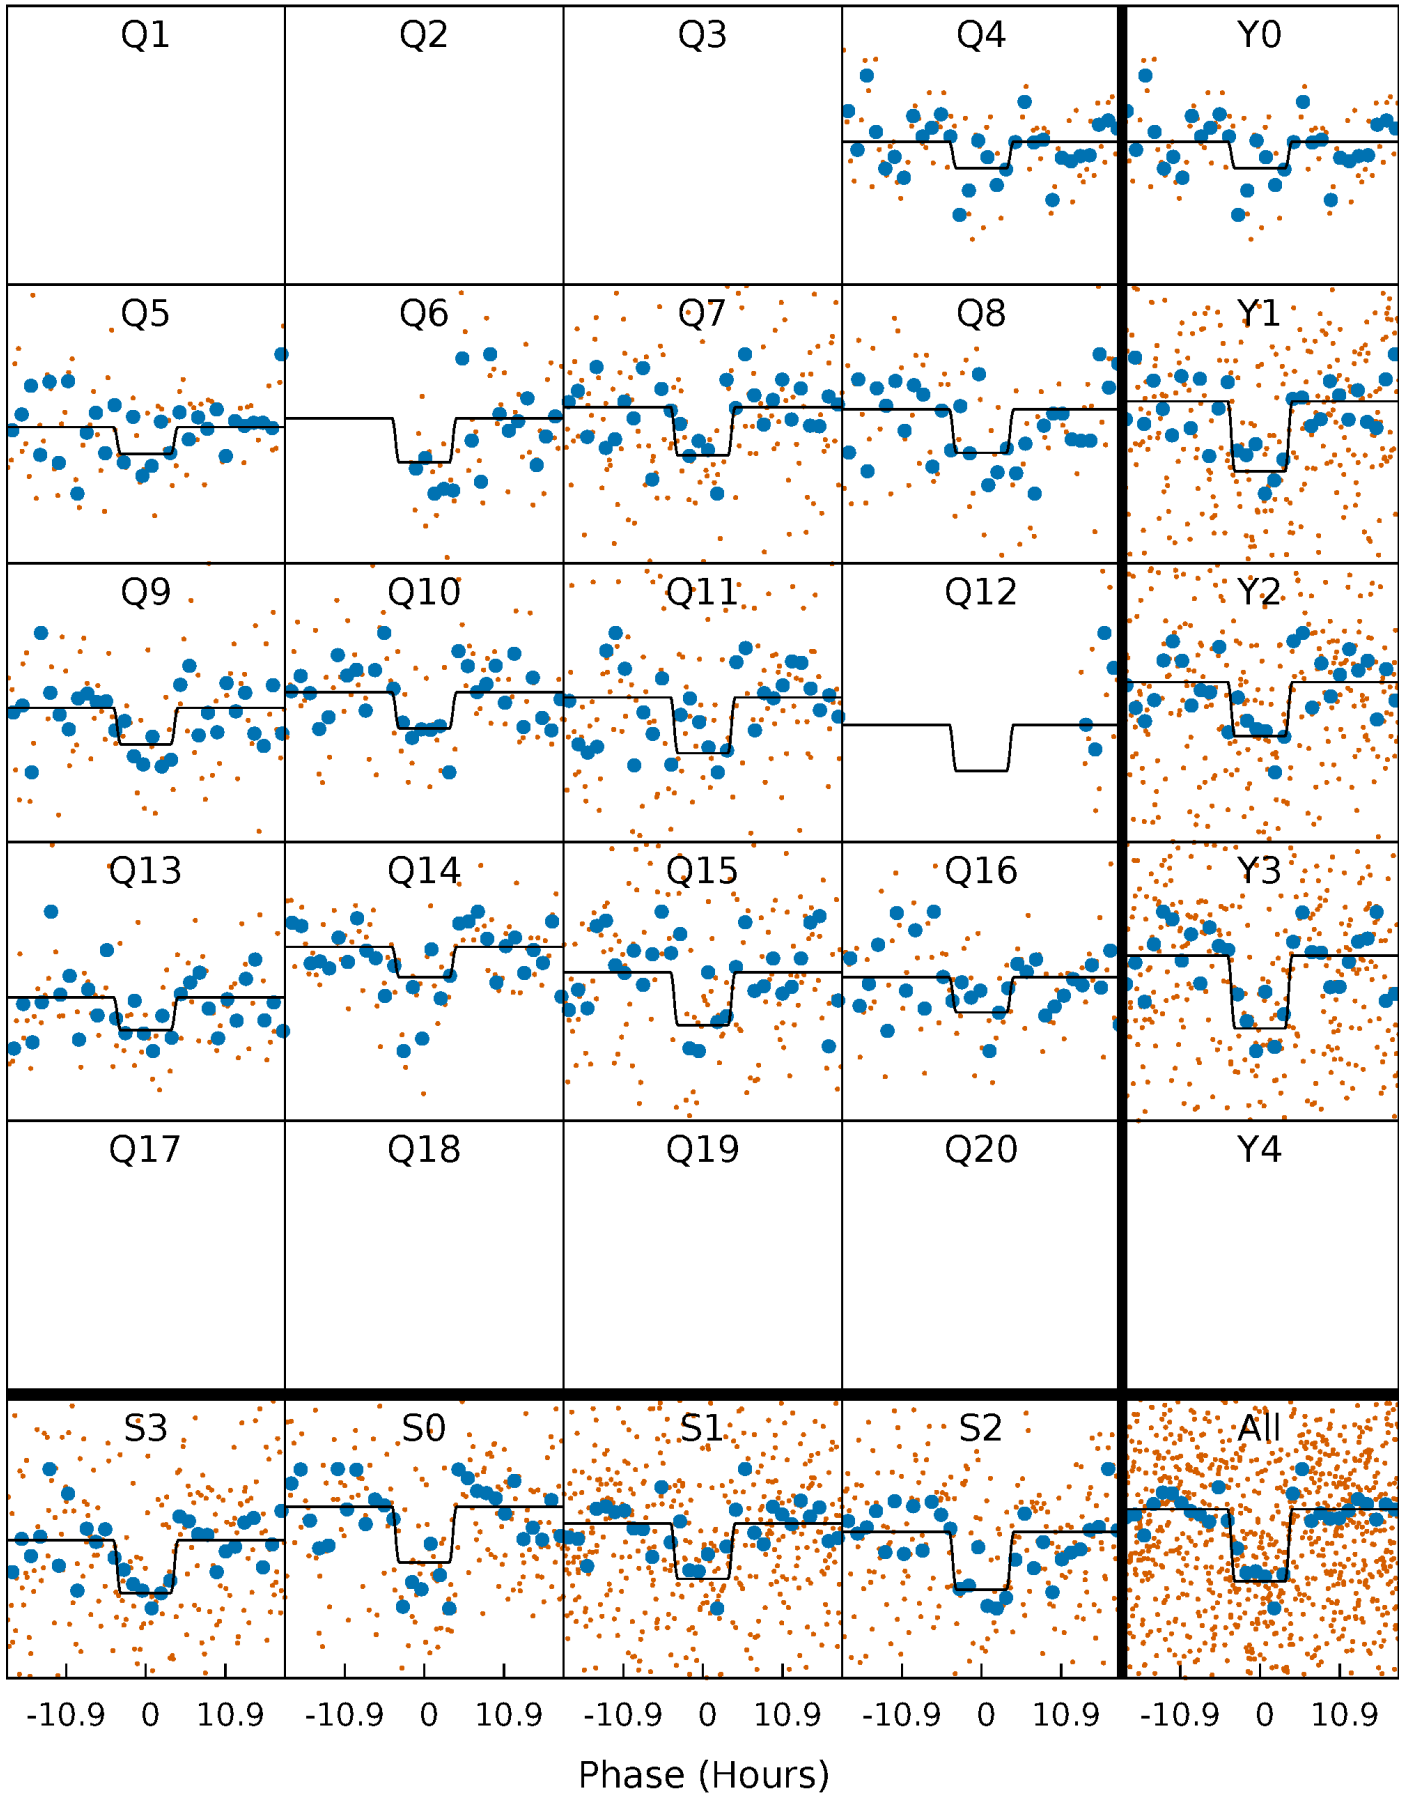 Q1 Q2 Q3 Q4 Y0
Q5 Q6 Q7 Q8 Y1
Q9 Q10 Q11 Q12 Y2
Q13 Q14 Q15 Q16 Y3
Q17 Q18 Q19 Q20 Y4
S3 S0 S1 S2 All
-10.9 0 10.9 -10.9 0 10.9 -10.9 0 10.9 -10.9 0 10.9 -10.9 0 10.9
Phase (Hours)